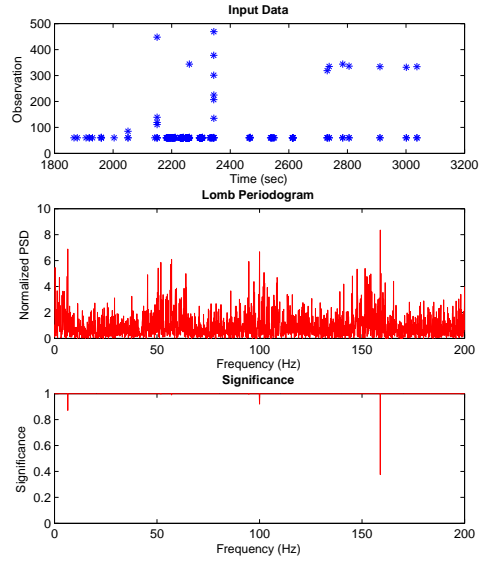 Input Data
500
400
300
200
100
0
Observation
1800 2000 2200 2400 2600 2800 3000 3200
Time (sec)
Lomb Periodogram
10
8
6
4
2
0
Normalized PSD
0 50 100 150 200
Frequency (Hz)
Significance
1
0.8
0.6
0.4
0.2
0
Significance
0 50 100 150 200
Frequency (Hz)